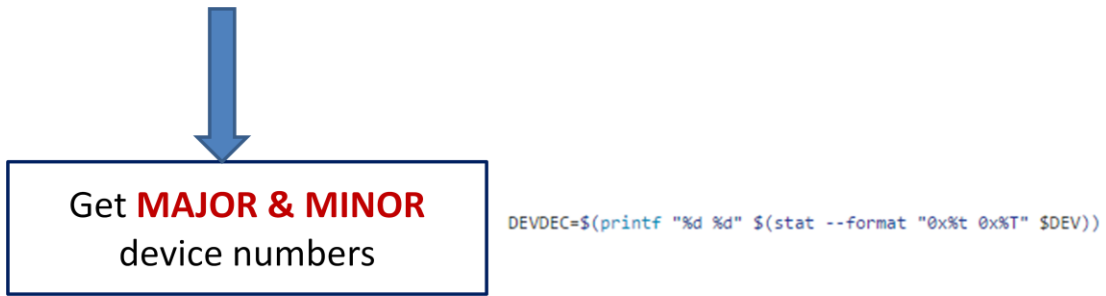 Get MAJOR & MINOR
device numbers
DEVDEC=$(printf "%d %d" $(stat --format "0x%t 0x%T" $DEV))